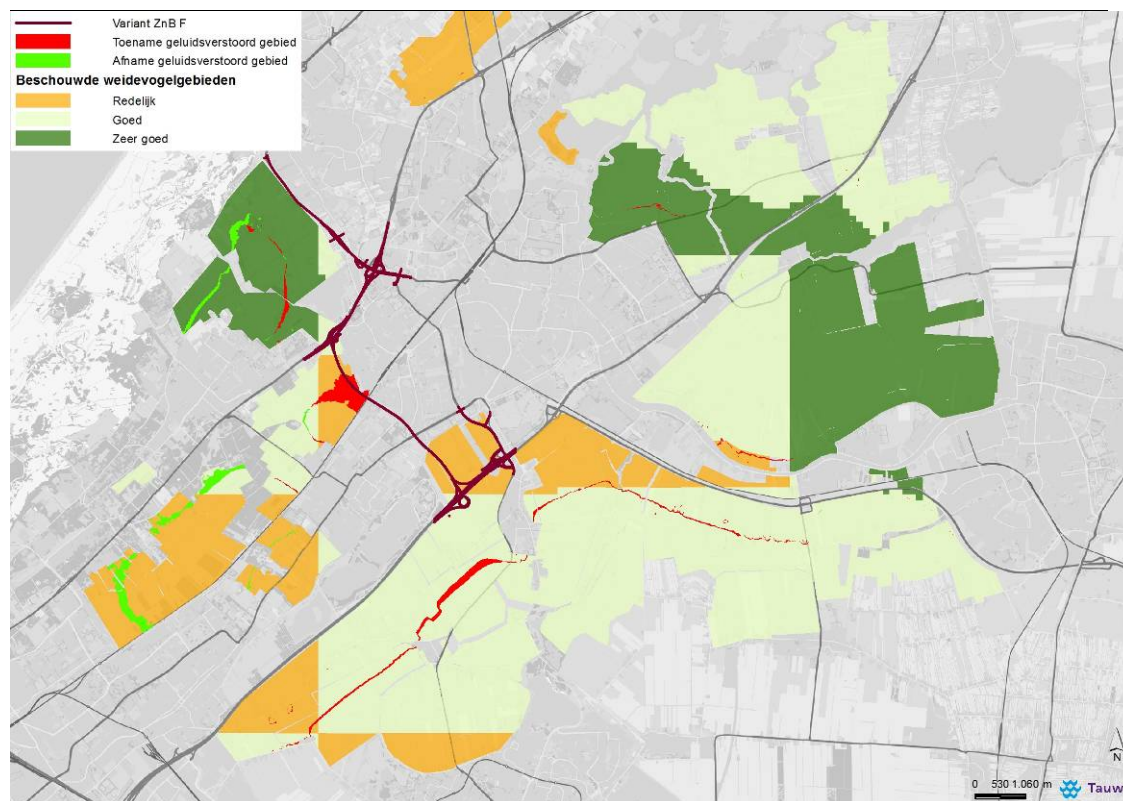 Variant ZnB F
Toename geluidsverstoord gebied
Afname geluidsverstoord gebied
Beschouwde weidevogelgebieden
Redelijk
Goed
Zeer goed
N
0 530 1.060 m
Tauw